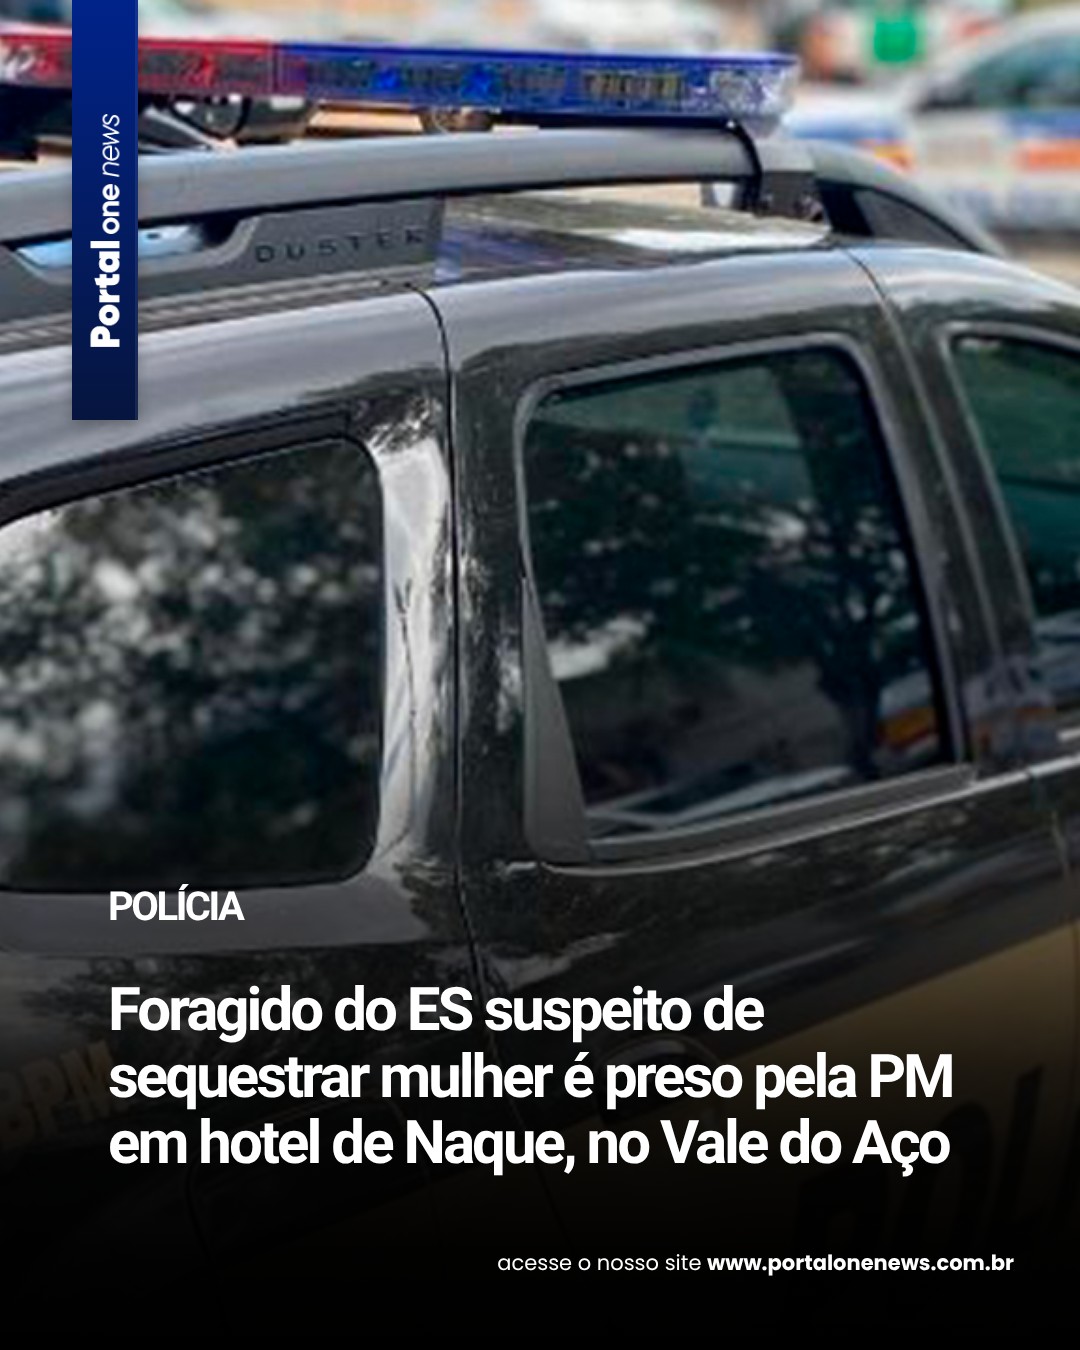 Portal one news
DUSTER
POLÍCIA
Foragido do ES suspeito de
sequestrar mulher é preso pela PM
em hotel de Naque, no Vale do Aço
acesse o nosso site www.portalonenews.com.br